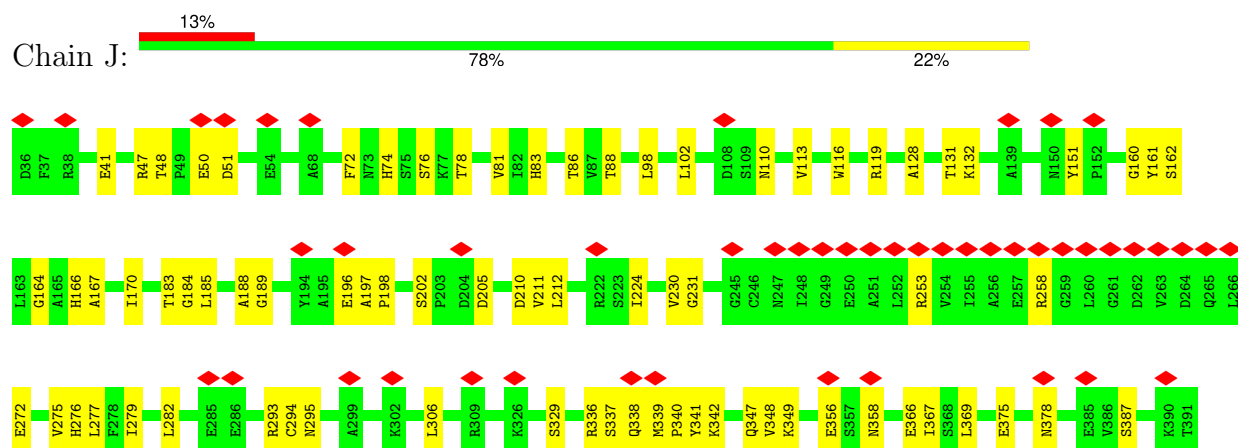 13%
Chain J:
78% 22%
D36 F37 R38 E41 R47 T48 P49 E50 D51 E54 A68 F72 N73 H74 S75 S76 K77 T78 V81 I82 H83 T86 V87 T88 L98 L102 D108 S109 N110 V113 W116 R119 A128 T131 K132 A139 N150 Y151 P152 G160 Y161 S162
L163 G164 A165 H166 A167 I170 T183 G184 L185 A188 G189 Y194 A195 E196 A197 P198 S202 P203 D204 D205 D210 V211 L212 R222 S223 I224 V230 G231 G245 C246 N247 I248 G249 E250 A251 L252 R253 V254 I255 A256 E257 R258 G259 L260 G261 D262 V263 D264 Q265 L266
E272 V275 H276 L277 F278 I279 L282 E285 E286 R293 C294 N295 A299 K302 L306 R309 K326 S329 R336 S337 Q338 M339 P340 Y341 K342 Q347 V348 K349 E356 S357 N358 E366 I367 S368 L369 E375 N378 E385 V386 S387 K390 T391